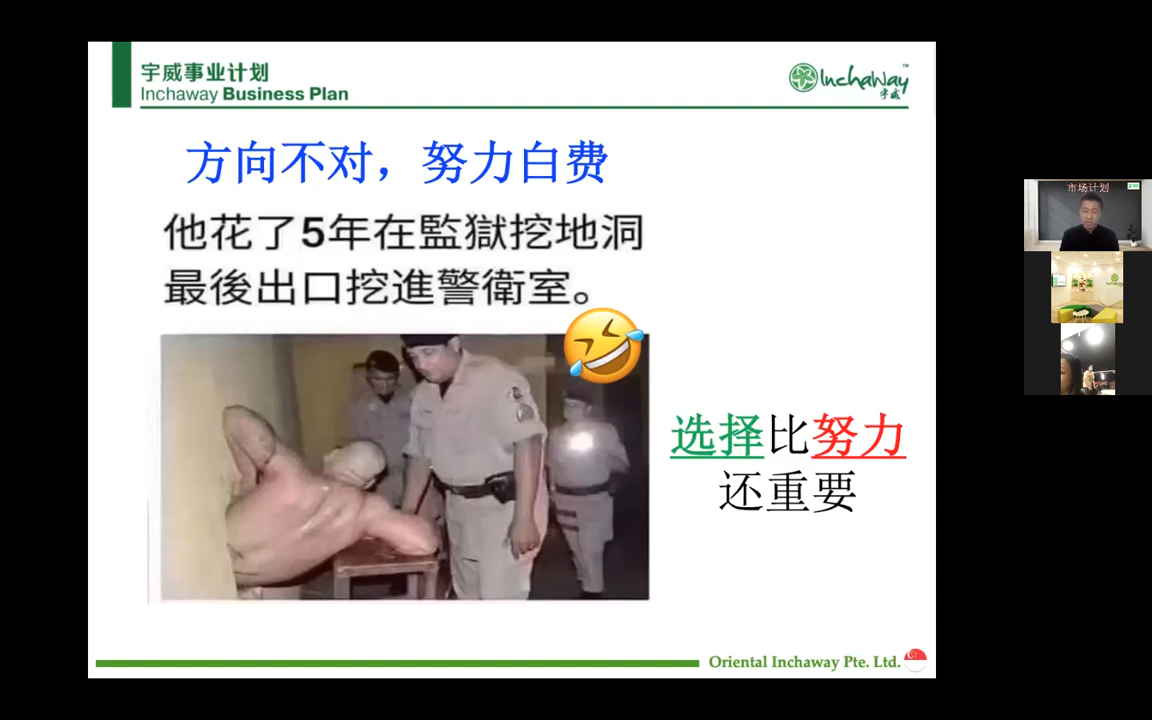 宇威事业计划
Inchaway Business Plan
Inchaway™
宇威
方向不对，努力白费
他花了5年在監獄挖地洞
最後出口挖進警衛室。
选择比努力
还重要
Oriental Inchaway Pte. Ltd.
市场计划